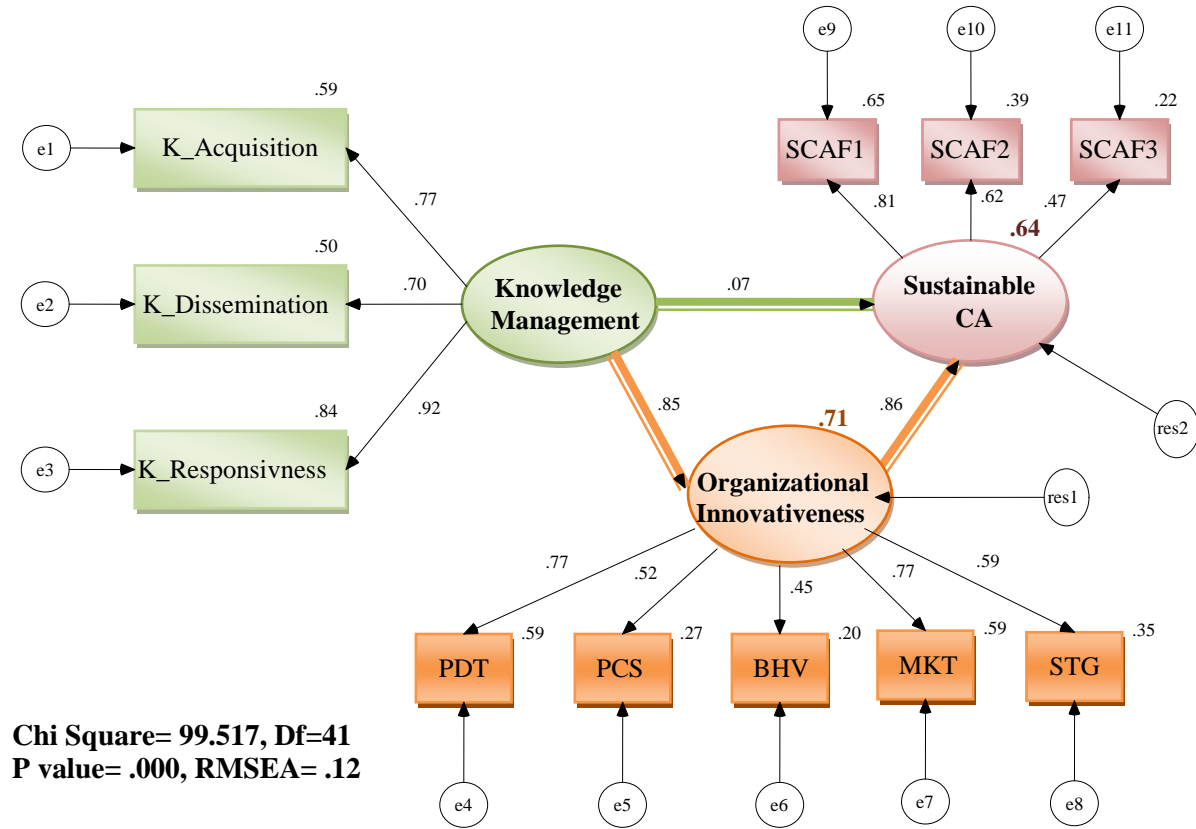 e9
e10
e11
.59
.65
.39
.22
e1
K_Acquisition
SCAF1
SCAF2
SCAF3
.77
.81
.62
.47
.64
.50
e2
K_Dissemination
.70
Knowledge
Management
.07
Sustainable
CA
.84
.92
.85
.86
res2
.71
e3
K_Responsivness
Organizational
Innovativeness
res1
.77
.52
.45
.77
.59
PDT
.59
PCS
.27
BHV
.20
MKT
.59
STG
.35
Chi Square= 99.517, Df=41
P value= .000, RMSEA= .12
e4
e5
e6
e7
e8